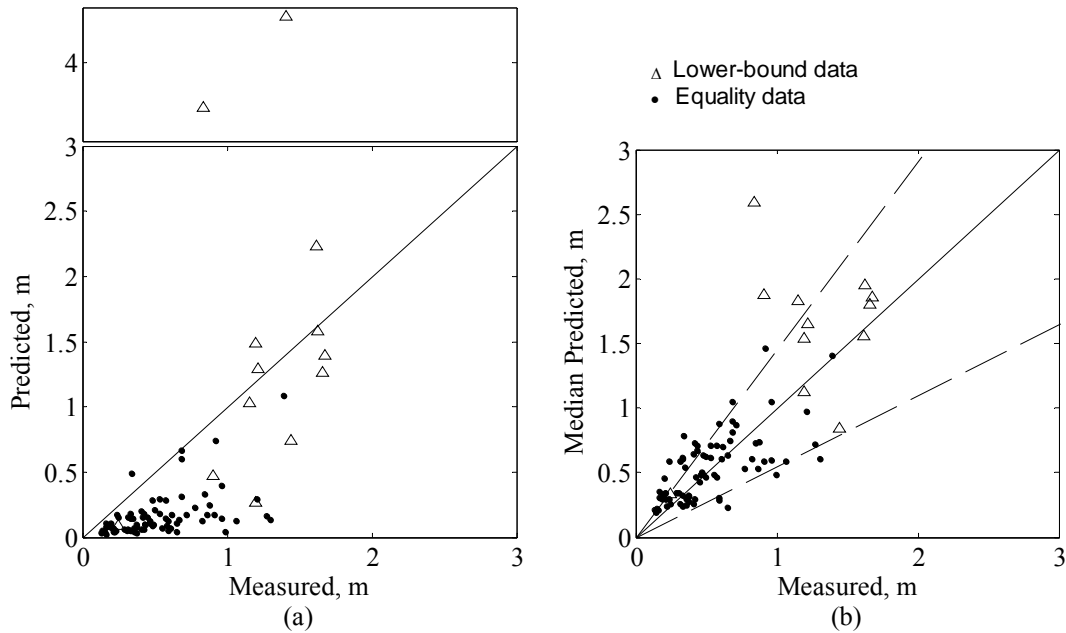 4
3
3
2.5
2
1.5
1
0.5
0
0 1 2 3
Predicted, m
Measured, m
(a)
Lower-bound data
Equality data
3
2.5
2
1.5
1
0.5
0
0 1 2 3
Median Predicted, m
Measured, m
(b)